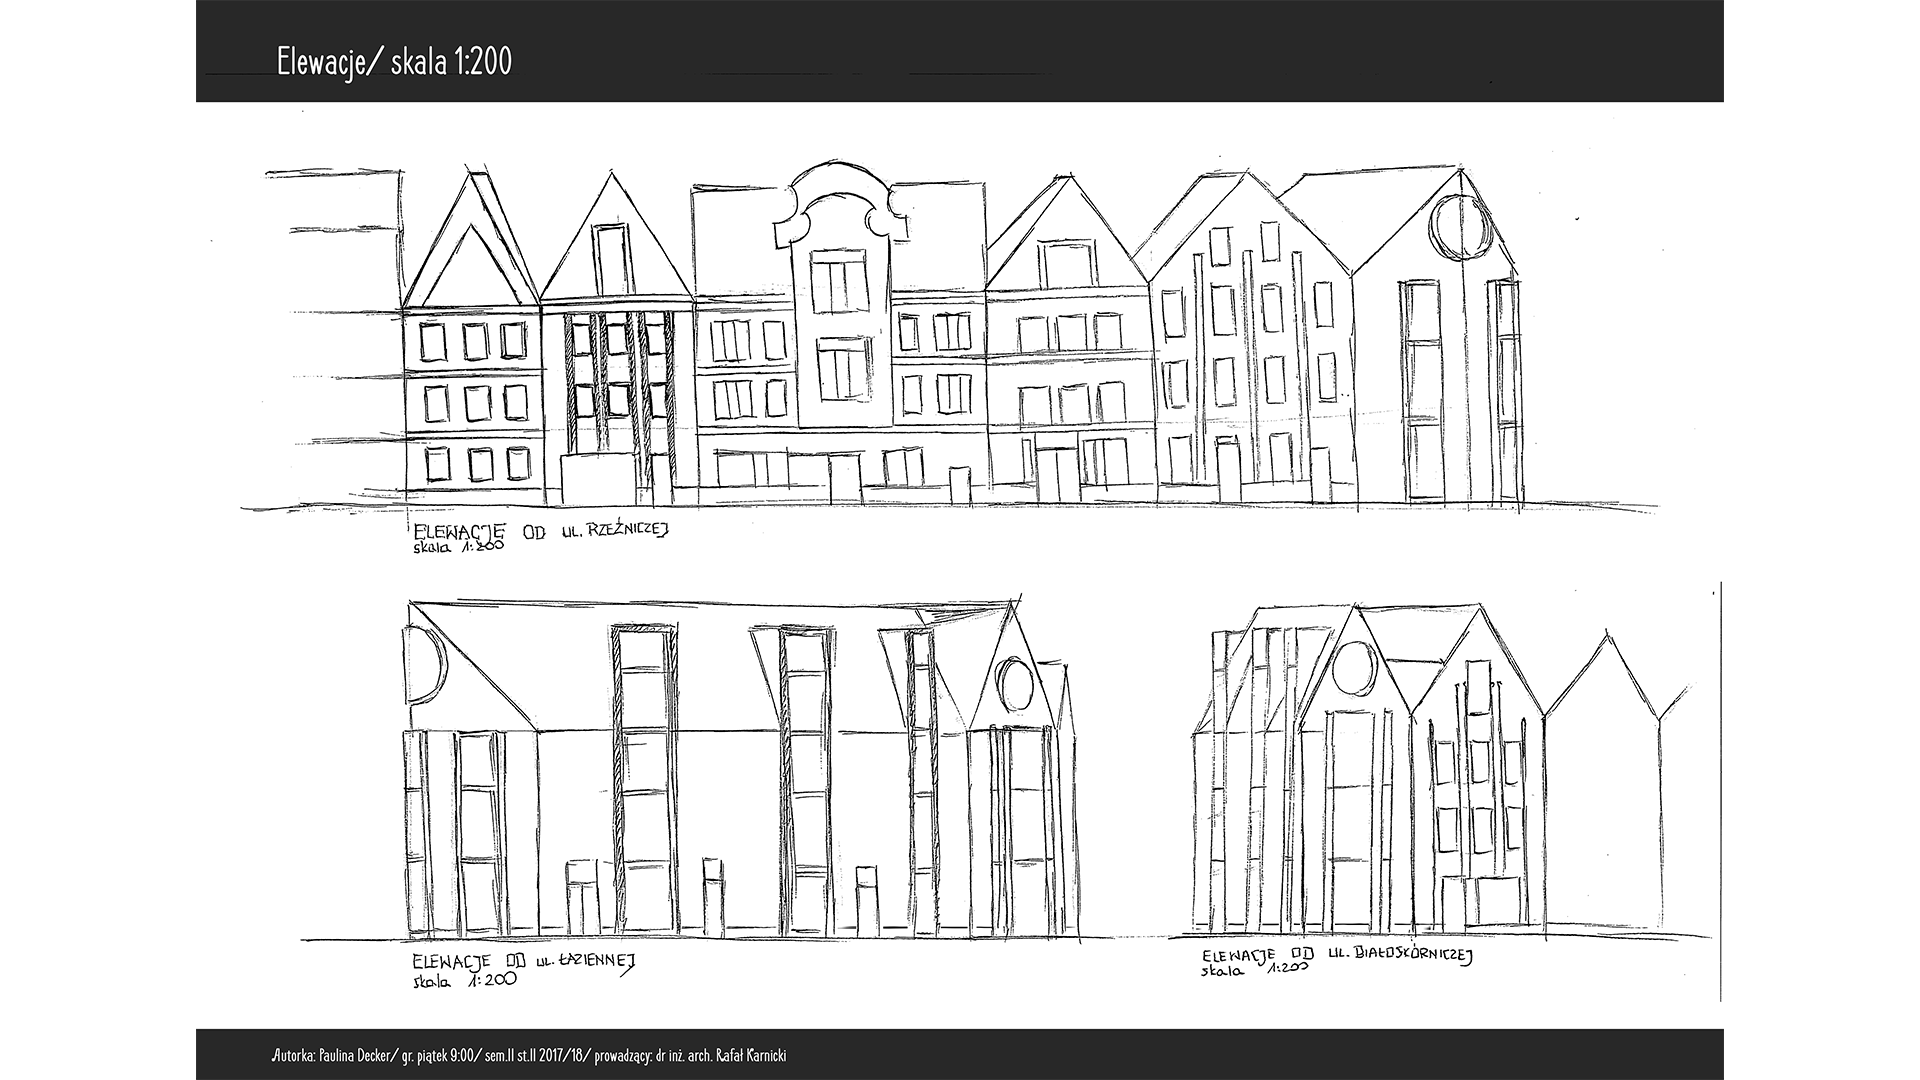 Elewacje/ skala 1:200
ELEWACJE OD UL. RZEŹNICZEJ
skala 1:200
ELEWACJE OD UL. ŁAZIENNEJ
skala 1:200
ELEWACJE OD UL. BIAŁOSKÓRNICZEJ
skala 1:200
Autorka: Paulina Decker/ gr. piątek 9:00/ sem.II st.II 2017/18/ prowadzący: dr inż. arch. Rafał Karnicki